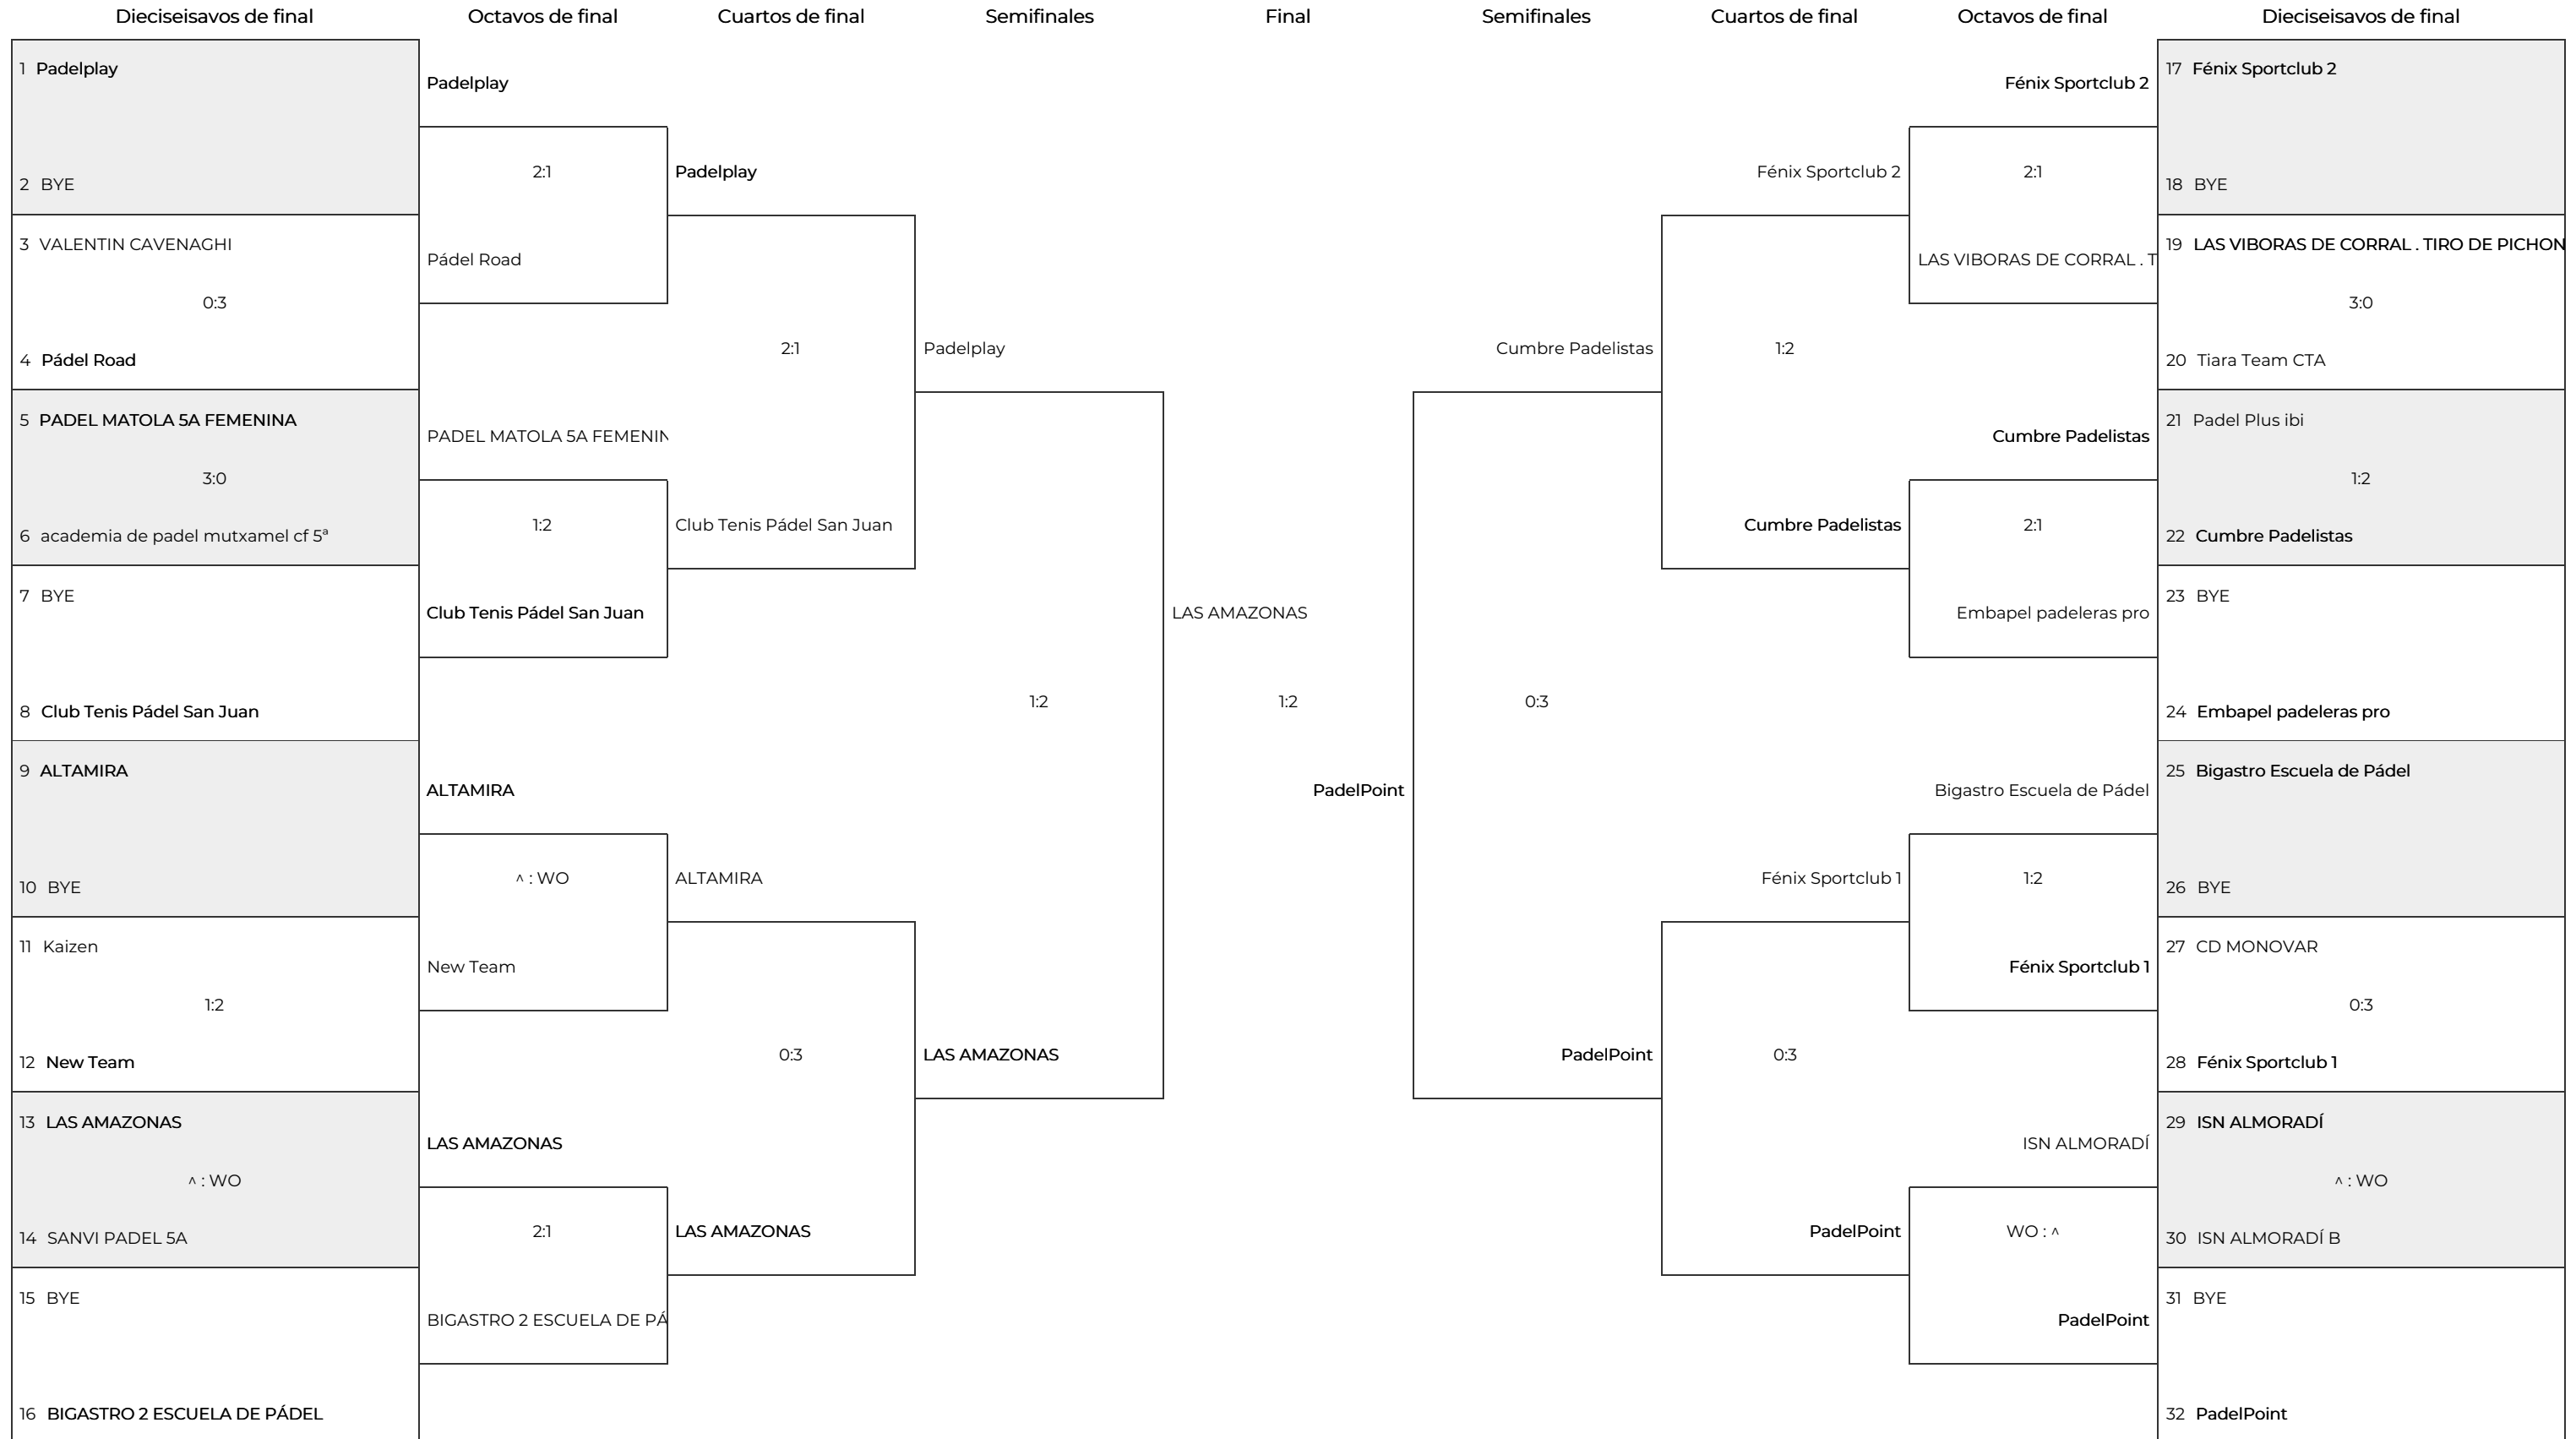 Dieciseisavos de final
Octavos de final
Cuartos de final
Semifinales
Final
Semifinales
Cuartos de final
Octavos de final
Dieciseisavos de final
1 Padelplay
2 BYE
3 VALENTIN CAVENAGHI
0:3
4 Pádel Road
5 PADEL MATOLA 5A FEMENINA
3:0
6 academia de padel mutxamel cf 5ª
7 BYE
8 Club Tenis Pádel San Juan
9 ALTAMIRA
10 BYE
11 Kaizen
1:2
12 New Team
13 LAS AMAZONAS
^ : WO
14 SANVI PADEL 5A
15 BYE
16 BIGASTRO 2 ESCUELA DE PÁDEL
Padelplay
2:1
Pádel Road
PADEL MATOLA 5A FEMENIN
1:2
Club Tenis Pádel San Juan
ALTAMIRA
^ : WO
New Team
LAS AMAZONAS
2:1
BIGASTRO 2 ESCUELA DE PÁ
Padelplay
2:1
Club Tenis Pádel San Juan
ALTAMIRA
0:3
LAS AMAZONAS
Padelplay
1:2
LAS AMAZONAS
LAS AMAZONAS
1:2
PadelPoint
Cumbre Padelistas
0:3
PadelPoint
Fénix Sportclub 2
1:2
Cumbre Padelistas
Fénix Sportclub 1
0:3
PadelPoint
Fénix Sportclub 2
2:1
LAS VIBORAS DE CORRAL . T
Cumbre Padelistas
2:1
Embapel padeleras pro
Bigastro Escuela de Pádel
1:2
Fénix Sportclub 1
ISN ALMORADÍ
WO : ^
PadelPoint
17 Fénix Sportclub 2
18 BYE
19 LAS VIBORAS DE CORRAL . TIRO DE PICHON
3:0
20 Tiara Team CTA
21 Padel Plus ibi
1:2
22 Cumbre Padelistas
23 BYE
24 Embapel padeleras pro
25 Bigastro Escuela de Pádel
26 BYE
27 CD MONOVAR
0:3
28 Fénix Sportclub 1
29 ISN ALMORADÍ
^ : WO
30 ISN ALMORADÍ B
31 BYE
32 PadelPoint